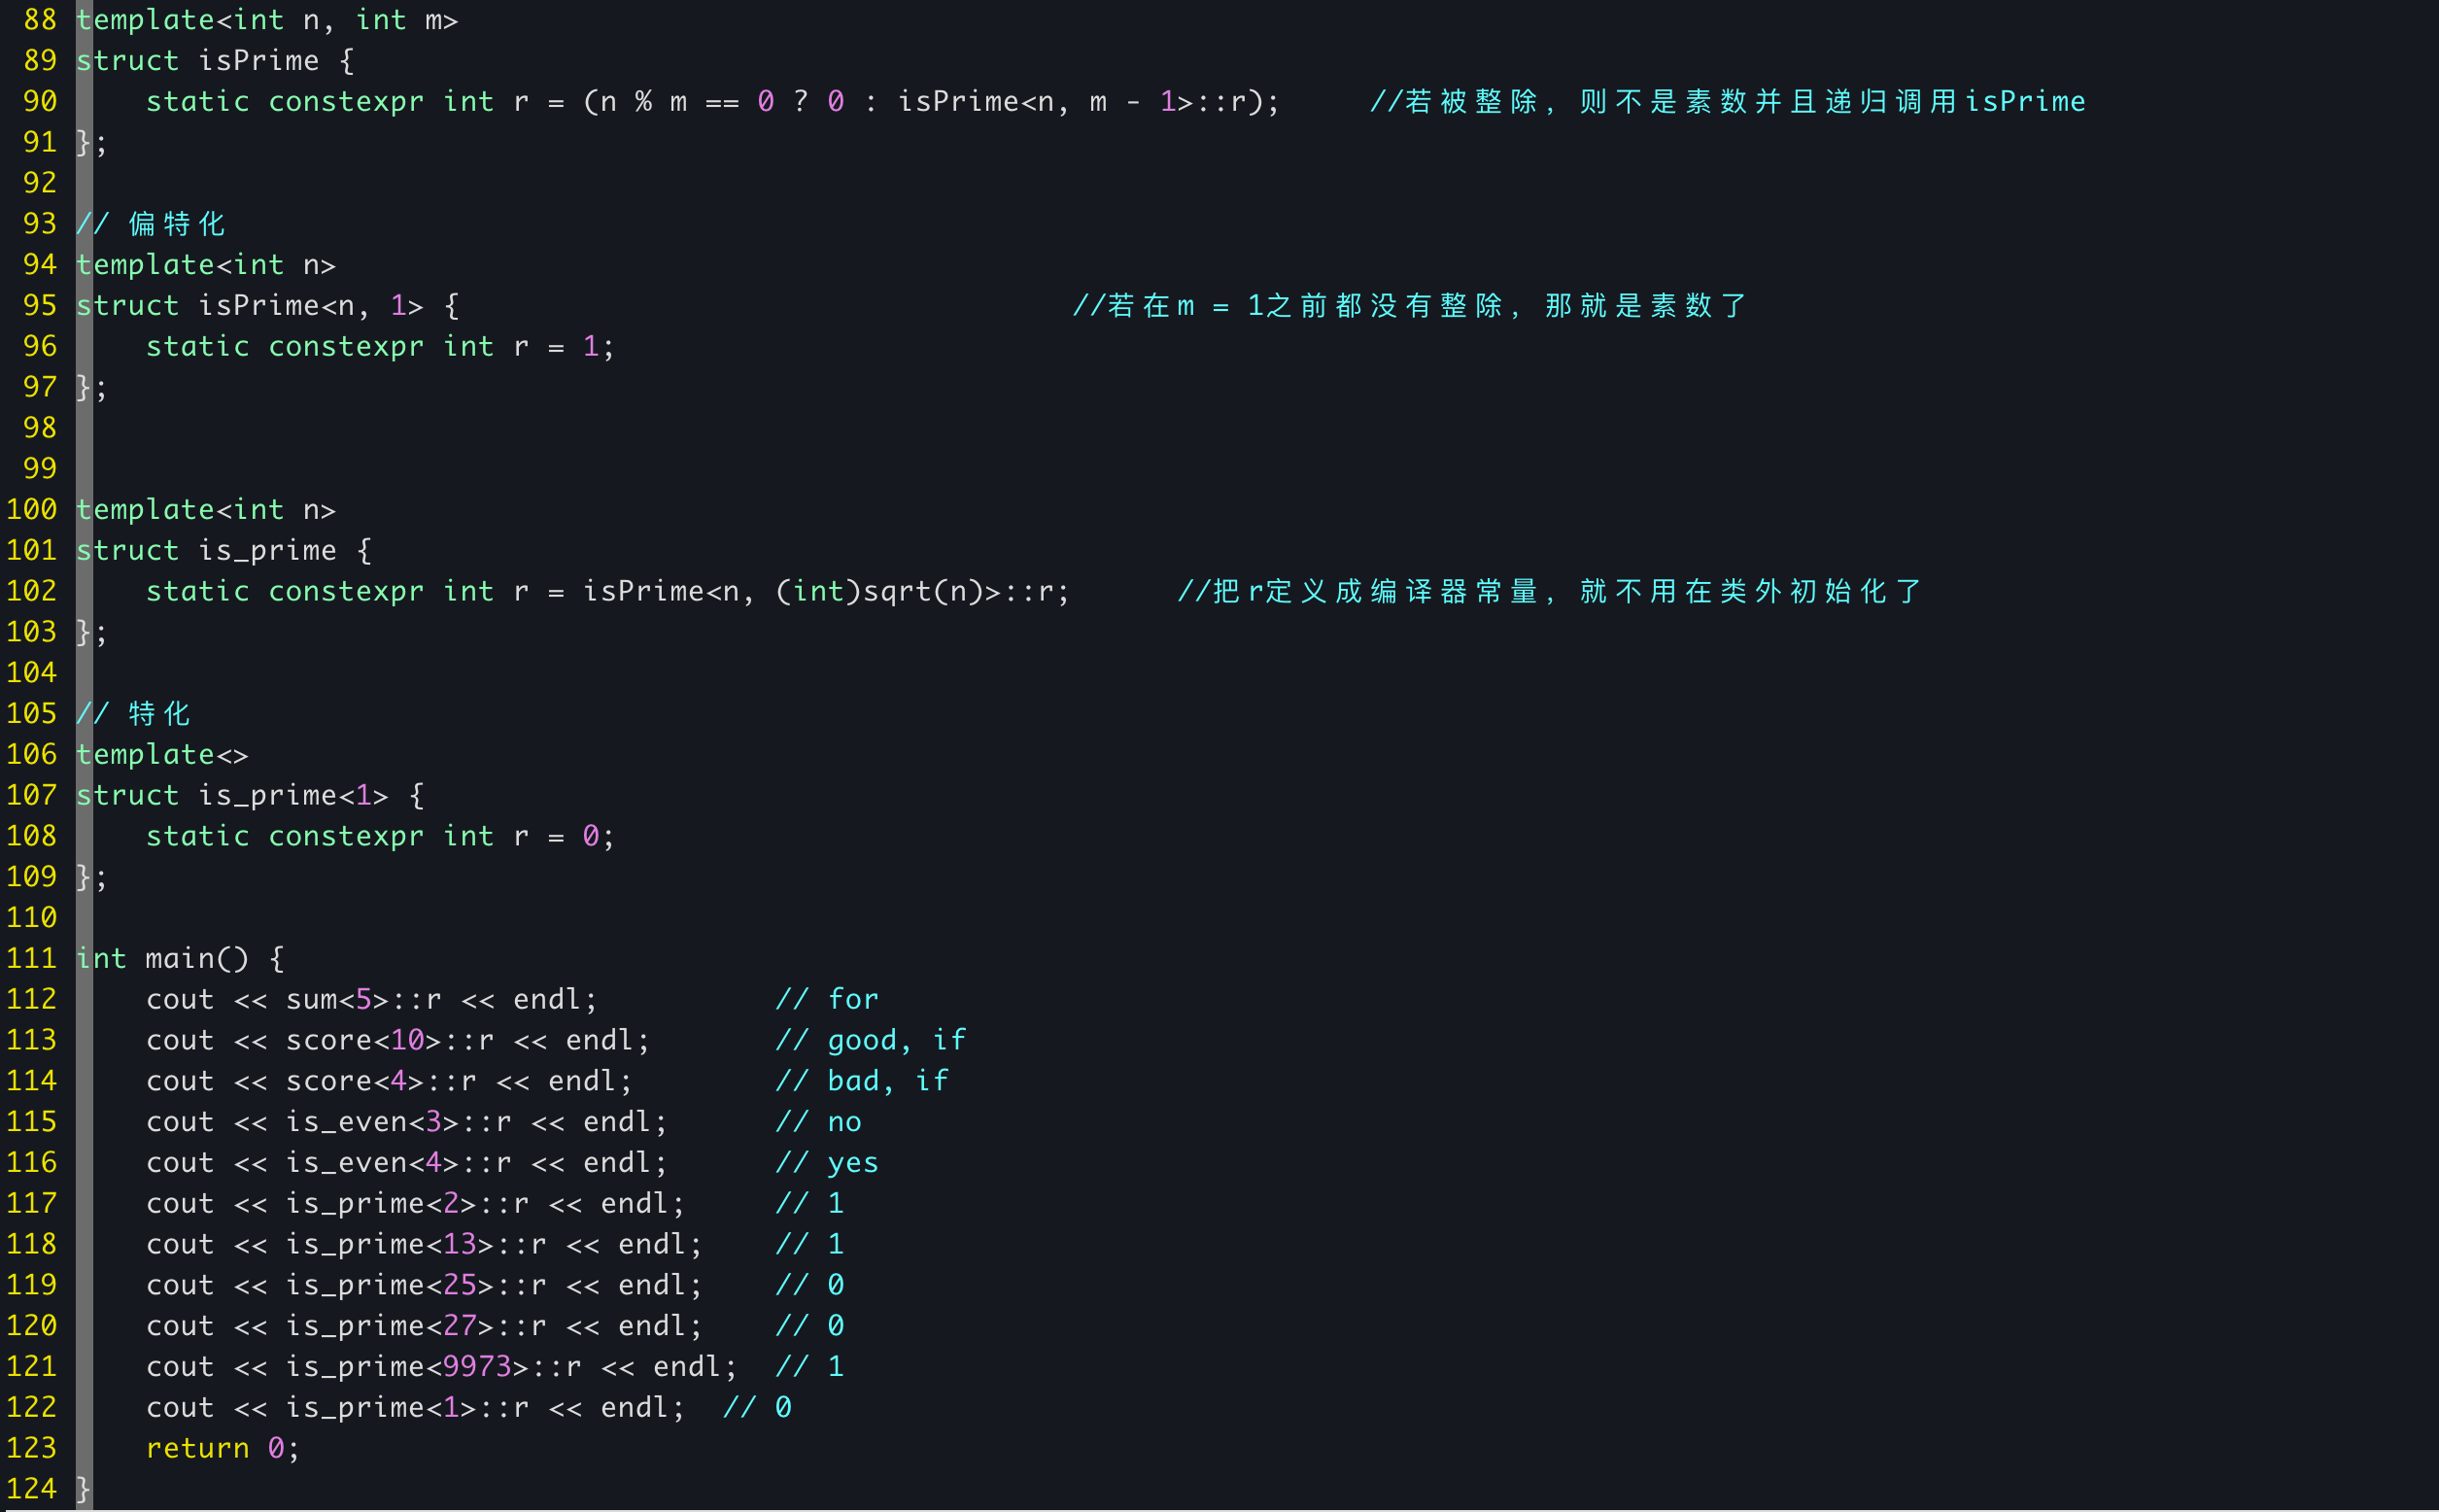 88 template<int n, int m>
89 struct isPrime {
90     static constexpr int r = (n % m == 0 ? 0 : isPrime<n, m - 1>::r);     //若被整除, 则不是素数并且递归调用isPrime
91 };
92
93 // 偏特化
94 template<int n>
95 struct isPrime<n, 1> {                                   //若在m = 1之前都没有整除, 那就是素数了
96     static constexpr int r = 1;
97 };
98
99
100 template<int n>
101 struct is_prime {
102     static constexpr int r = isPrime<n, (int)sqrt(n)>::r;      //把r定义成编译器常量, 就不用在类外初始化了
103 };
104
105 // 特化
106 template<>
107 struct is_prime<1> {
108     static constexpr int r = 0;
109 };
110
111 int main() {
112     cout << sum<5>::r << endl;          // for
113     cout << score<10>::r << endl;       // good, if
114     cout << score<4>::r << endl;        // bad, if
115     cout << is_even<3>::r << endl;      // no
116     cout << is_even<4>::r << endl;      // yes
117     cout << is_prime<2>::r << endl;     // 1
118     cout << is_prime<13>::r << endl;    // 1
119     cout << is_prime<25>::r << endl;    // 0
120     cout << is_prime<27>::r << endl;    // 0
121     cout << is_prime<9973>::r << endl;  // 1
122     cout << is_prime<1>::r << endl;  // 0
123     return 0;
124 }